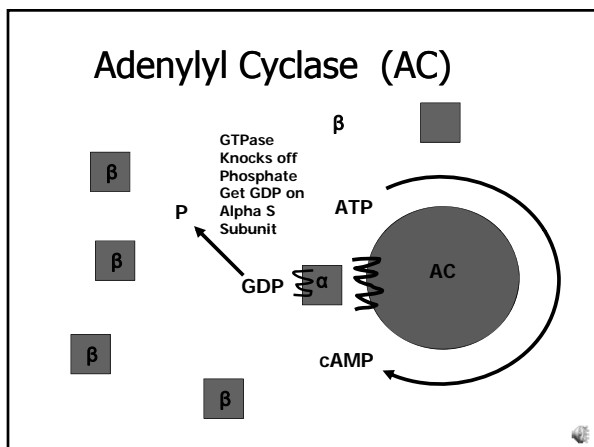 Adenylyl Cyclase (AC)
β
β
GTPase
Knocks off
Phosphate
Get GDP on
Alpha S
Subunit
P
ATP
β
GDP
α
AC
β
cAMP
β